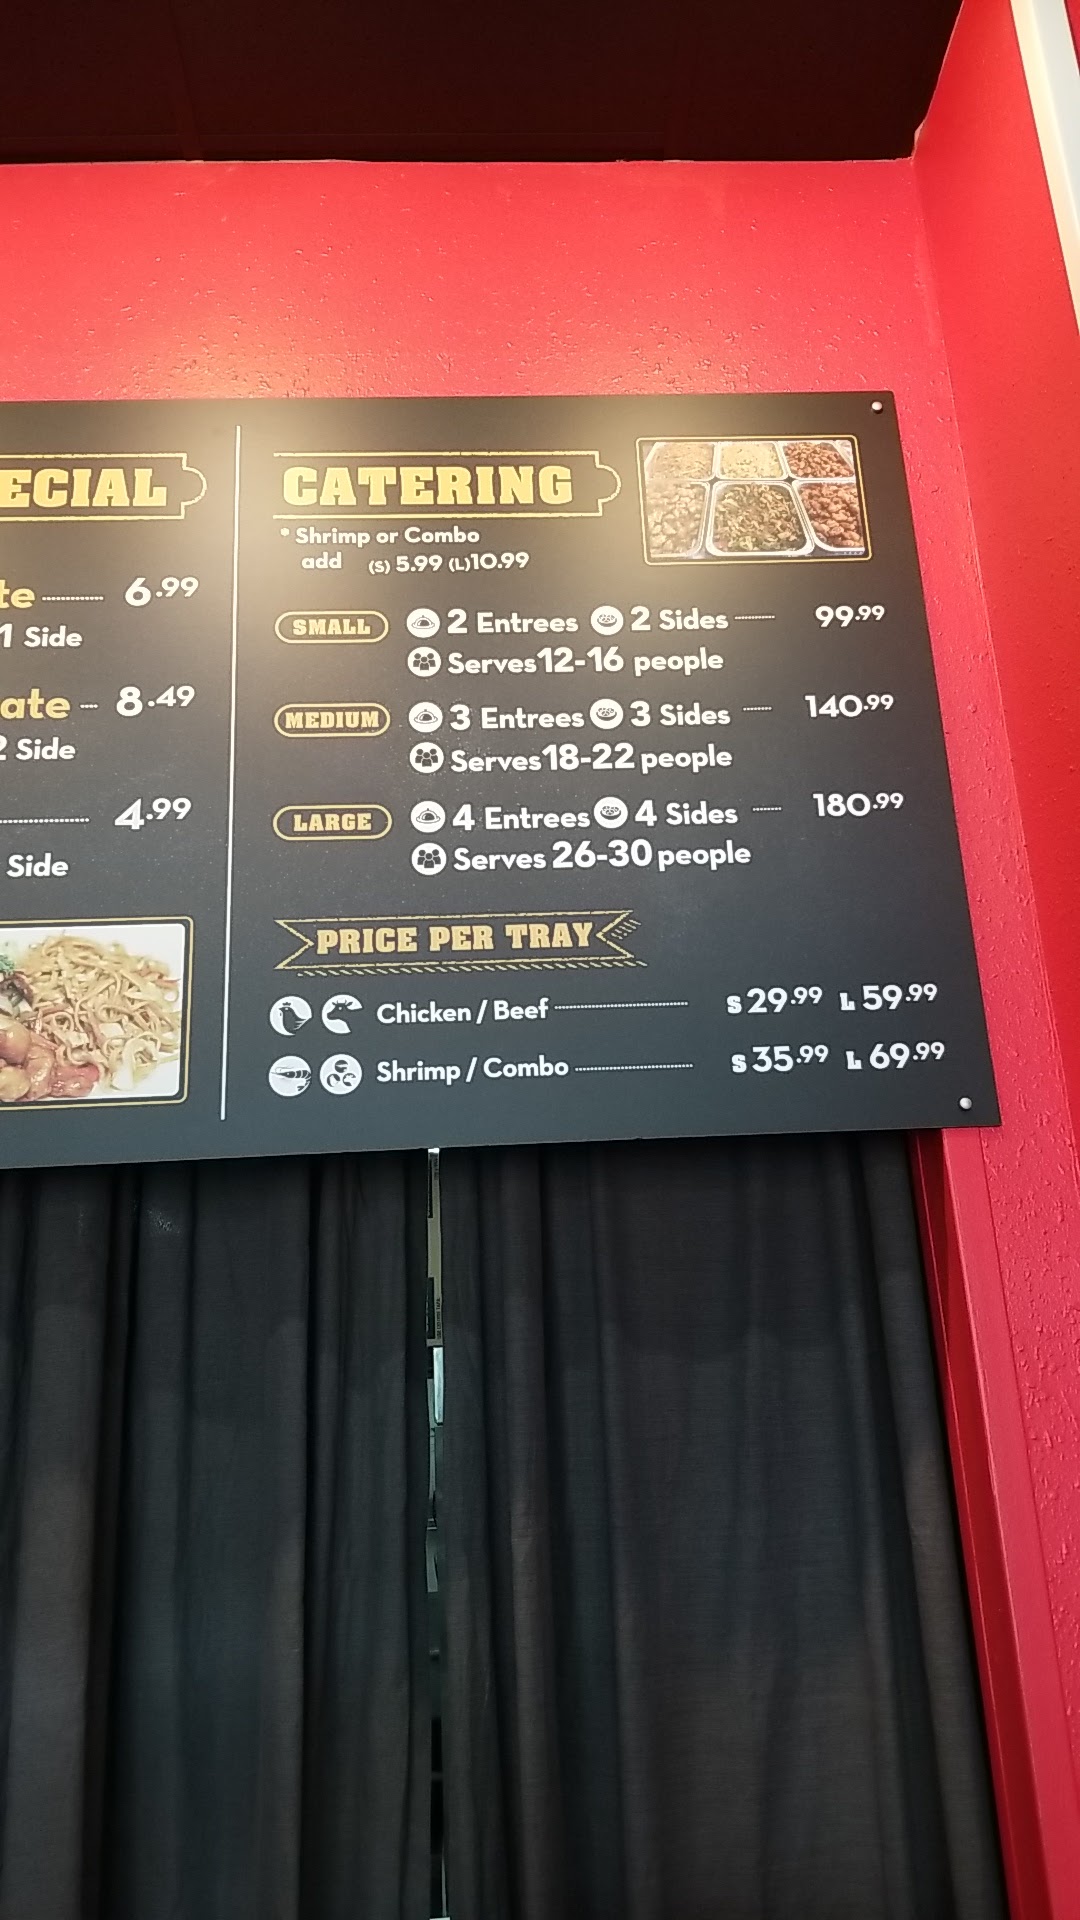 ECIAL
te 6.99
1 Side
ate 8.49
2 Side
4.99
Side
CATERING
* Shrimp or Combo
add (S) 5.99 (L)10.99
SMALL 2 Entrees 2 Sides 99.99
Serves 12-16 people
MEDIUM 3 Entrees 3 Sides 140.99
Serves 18-22 people
LARGE 4 Entrees 4 Sides 180.99
Serves 26-30 people
PRICE PER TRAY
Chicken / Beef S 29.99 L 59.99
Shrimp / Combo S 35.99 L 69.99